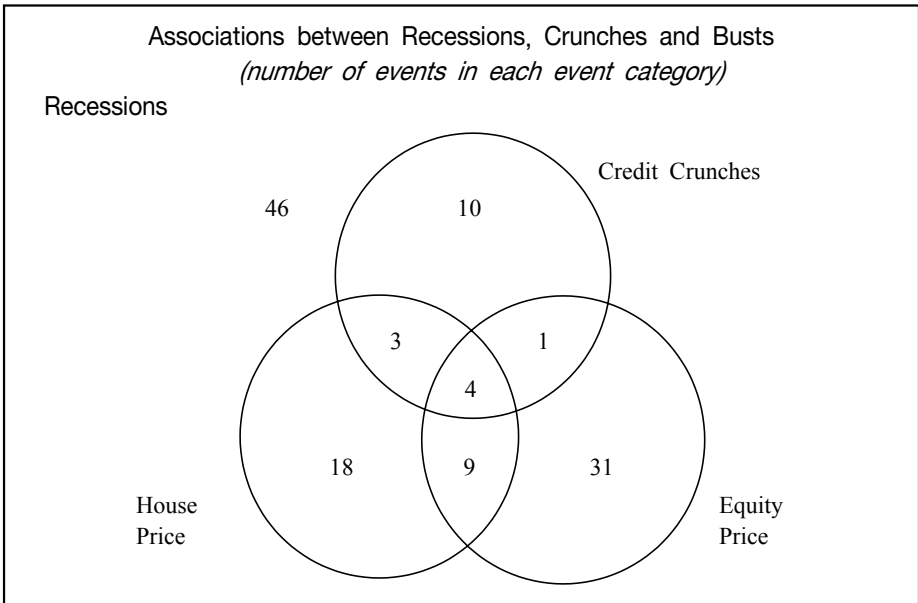 Associations between Recessions, Crunches and Busts
(number of events in each event category)
Recessions
Credit Crunches
46
10
3
1
4
18
9
31
House
Price
Equity
Price